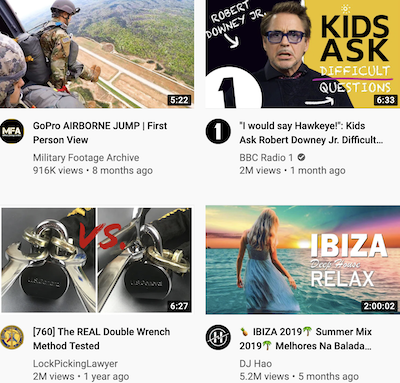 5:22
MFA
GoPro AIRBORNE JUMP | First
Person View
Military Footage Archive
916K views • 8 months ago
ROBERT
DOWNEY JR.
KIDS
ASK
DIFFICULT
QUESTIONS
1
6:33
1
"I would say Hawkeye!": Kids
Ask Robert Downey Jr. Difficult...
BBC Radio 1
2M views • 1 month ago
VS.
6:27
[760] The REAL Double Wrench
Method Tested
LockPickingLawyer
2M views • 1 year ago
IBIZA
Deep House
RELAX
2:00:02
H
🌶 IBIZA 2019🌴 Summer Mix
2019🌴 Melhores Na Balada...
DJ Hao
5.2M views • 5 months ago